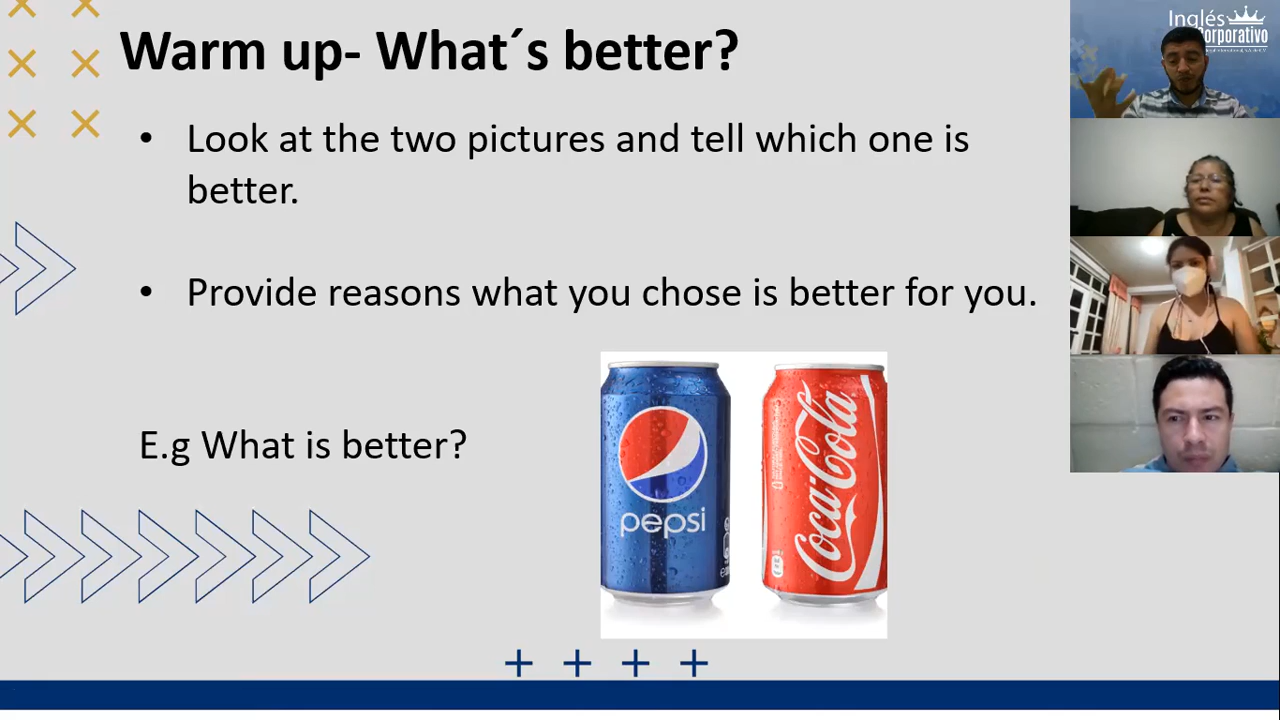 Warm up- What´s better?
• Look at the two pictures and tell which one is
better.
• Provide reasons what you chose is better for you.
E.g What is better?
pepsi
Coca-Cola
Inglés
Corporativo